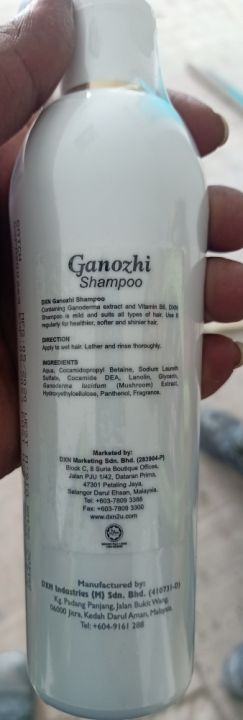 Ganozhi
Shampoo
DXN Ganozhi Shampoo
Containing Ganoderma extract and Vitamin B6, DXN
Shampoo is mild and suits all types of hair. Use it
regularly for healthier, softer and shinier hair.
DIRECTION
Apply to wet hair. Lather and rinse thoroughly.
INGREDIENTS
Aqua, Cocamidopropyl Betaine, Sodium Laureth
Sulfate, Cocamide DEA, Lanolin, Glycerin,
Ganoderma lucidum (Mushroom) Extract,
Hydroxyethylcellulose, Panthenol, Fragrance.
Marketed by:
DXN Marketing Sdn. Bhd. (283904-P)
Block C, 8 Suria Boutique Offices,
Jalan PJU 1/42, Dataran Prima,
47301 Petaling Jaya,
Selangor Darul Ehsan, Malaysia.
Tel: +603-7809 3388
Fax: +603-7809 3300
www.dxn2u.com
Manufactured by:
DXN Industries (M) Sdn. Bhd. (410731-D)
Kg. Padang Panjang, Jalan Bukit Wang,
06000 Jitra, Kedah Darul Aman, Malaysia.
Tel: +604-9161 288